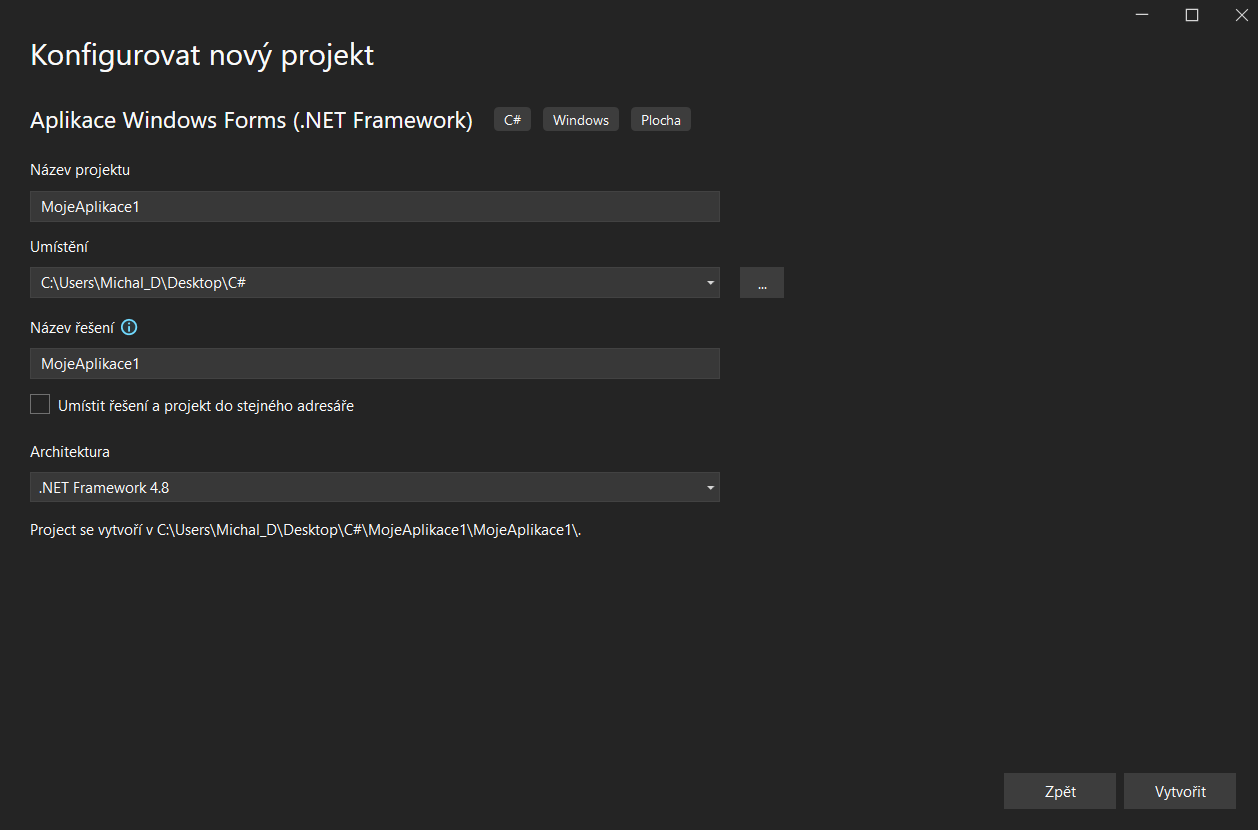 Konfigurovat nový projekt
Aplikace Windows Forms (.NET Framework) C# Windows Plocha
Název projektu
MojeAplikace1
Umístění
C:\Users\Michal_D\Desktop\C#
...
Název řešení
MojeAplikace1
Umístit řešení a projekt do stejného adresáře
Architektura
.NET Framework 4.8
Project se vytvoří v C:\Users\Michal_D\Desktop\C#\MojeAplikace1\MojeAplikace1\.
Zpět Vytvořit